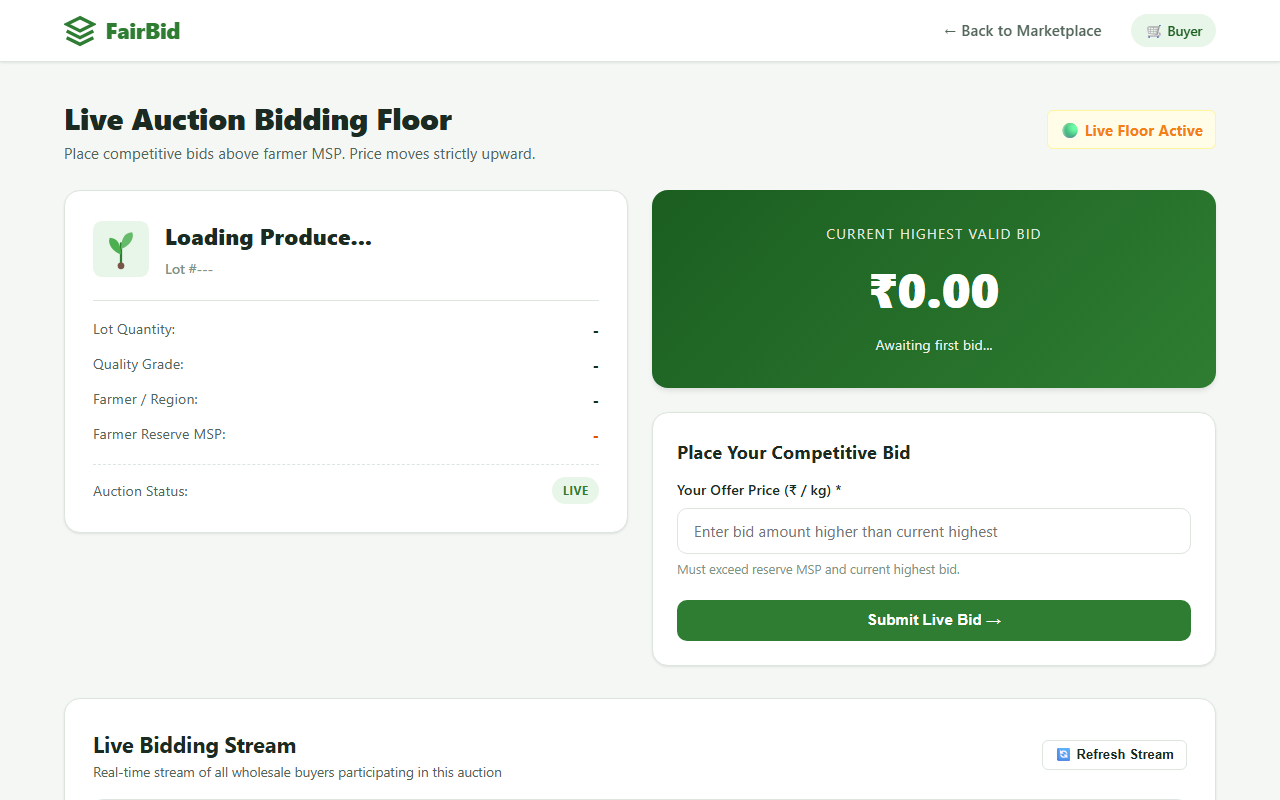 FairBid
← Back to Marketplace
🛒 Buyer
Live Auction Bidding Floor
Place competitive bids above farmer MSP. Price moves strictly upward.
Live Floor Active
Loading Produce...
Lot #---
Lot Quantity: -
Quality Grade: -
Farmer / Region: -
Farmer Reserve MSP: -
Auction Status: LIVE
CURRENT HIGHEST VALID BID
₹0.00
Awaiting first bid...
Place Your Competitive Bid
Your Offer Price (₹ / kg) *
Enter bid amount higher than current highest
Must exceed reserve MSP and current highest bid.
Submit Live Bid →
Live Bidding Stream
Real-time stream of all wholesale buyers participating in this auction
Refresh Stream